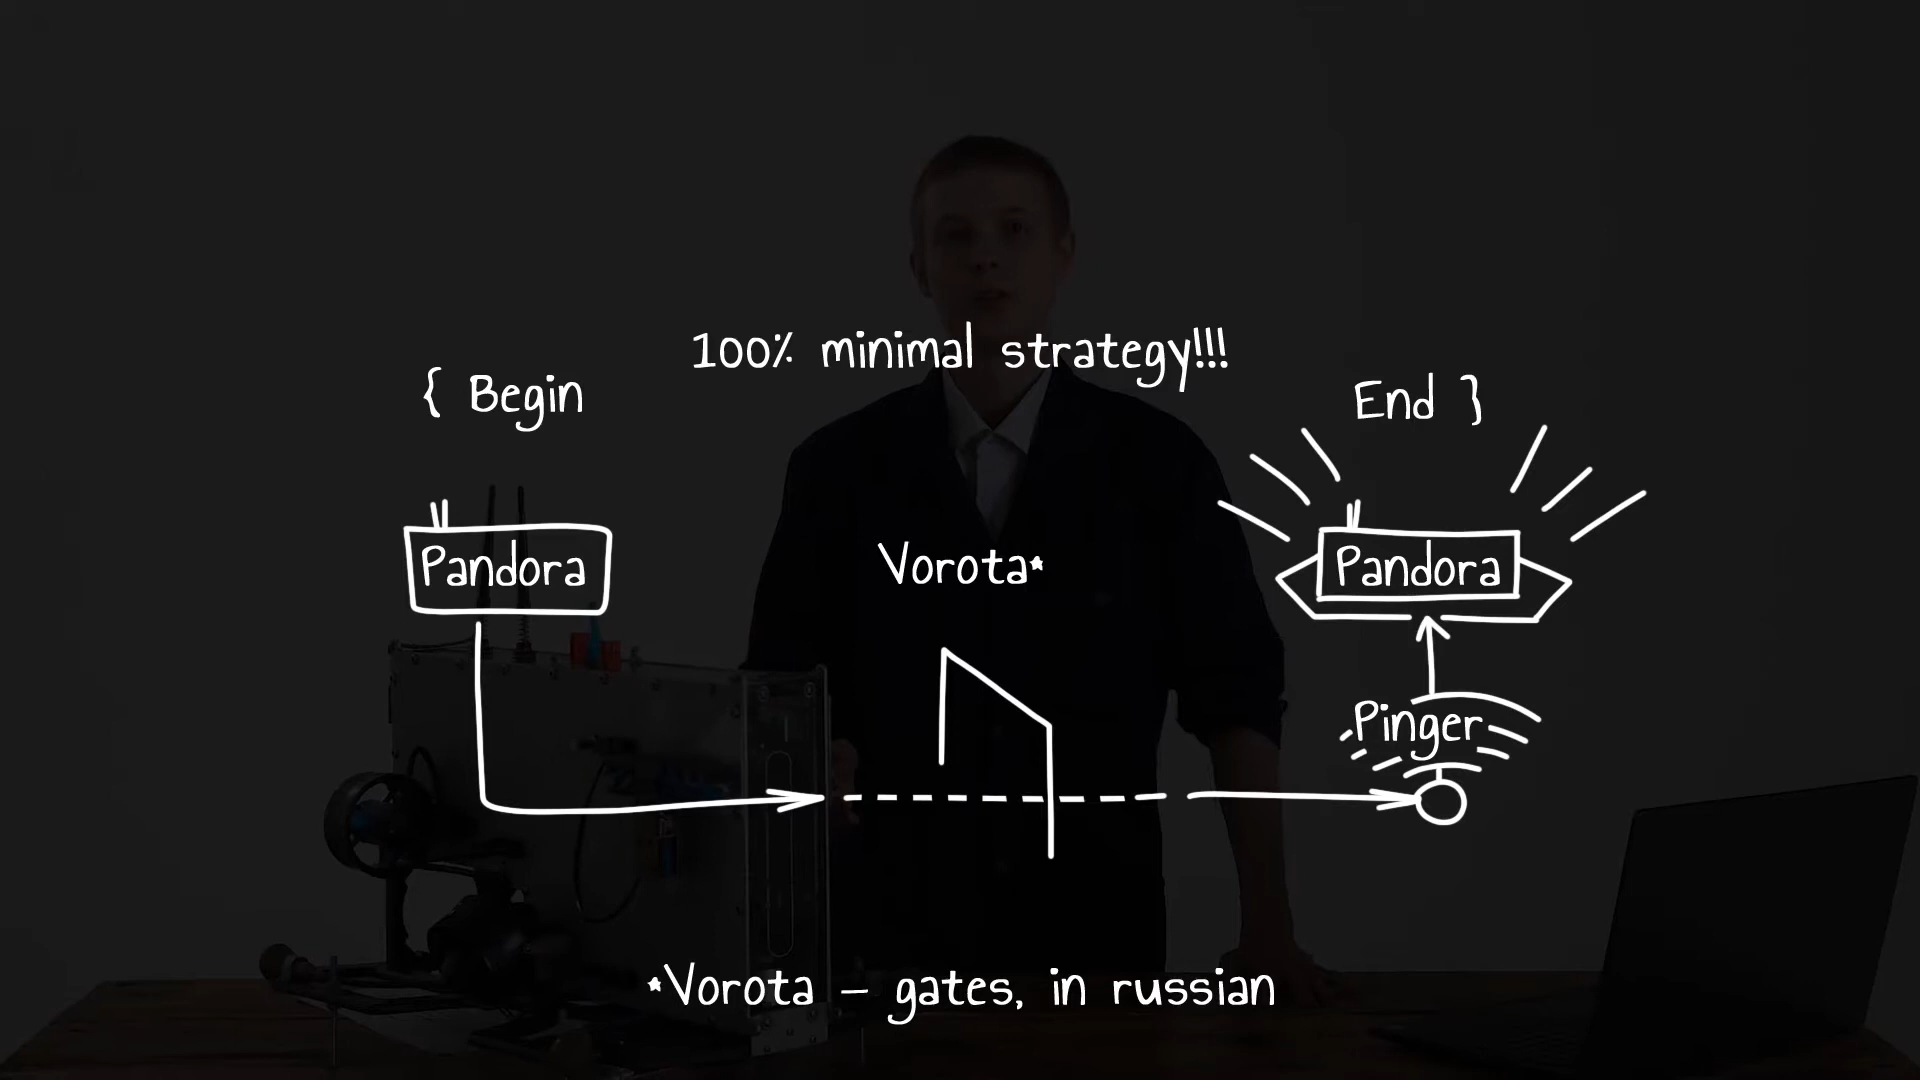 100% minimal strategy!!!
{ Begin
End }
Pandora
Vorota*
Pandora
Pinger
*Vorota – gates, in russian